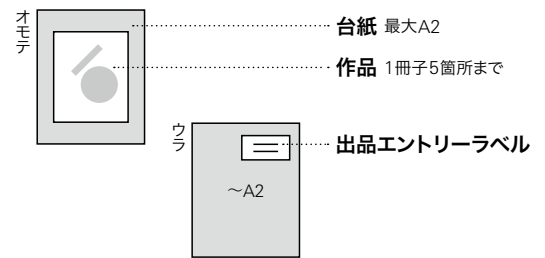 オモテ
台紙 最大A2
作品 1冊子5箇所まで
ウラ
出品エントリーラベル
〜A2